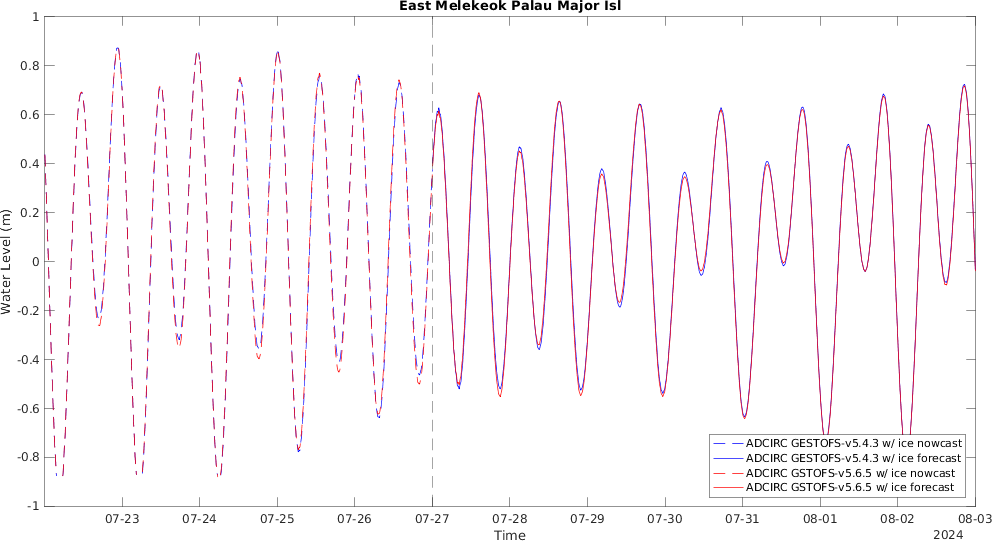 East Melekeok Palau Major Isl
1
0.8
0.6
0.4
0.2
0
-0.2
-0.4
-0.6
-0.8
-1
Water Level (m)
07-23 07-24 07-25 07-26 07-27 07-28 07-29 07-30 07-31 08-01 08-02 08-03
Time
2024
ADCIRC GESTOFS-v5.4.3 w/ ice nowcast
ADCIRC GESTOFS-v5.4.3 w/ ice forecast
ADCIRC GSTOFS-v5.6.5 w/ ice nowcast
ADCIRC GSTOFS-v5.6.5 w/ ice forecast